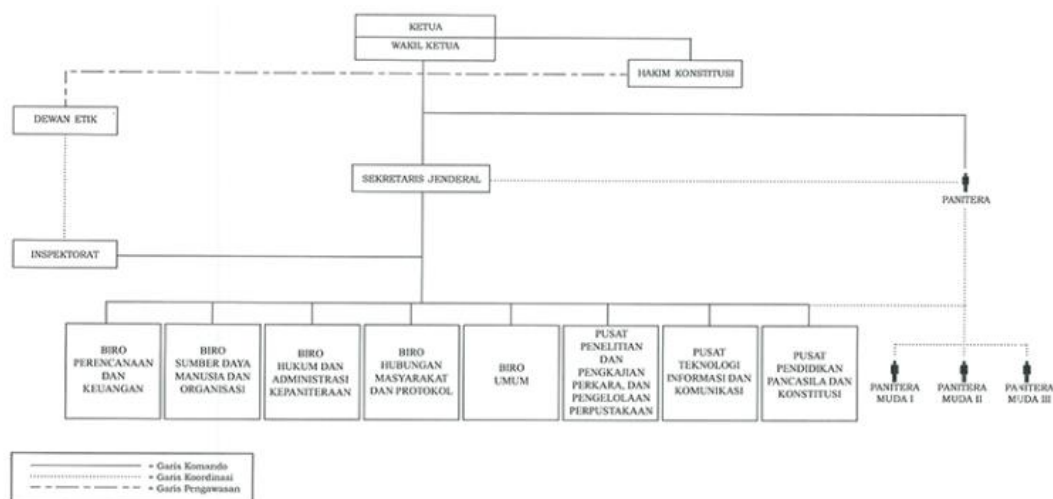 KETUA
WAKIL KETUA
HAKIM KONSTITUSI
DEWAN ETIK
SEKRETARIS JENDERAL
PANITERA
INSPEKTORAT
BIRO
PERENCANAAN
DAN
KEUANGAN
BIRO
SUMBER DAYA
MANUSIA DAN
ORGANISASI
BIRO
HUKUM DAN
ADMINISTRASI
KEPANITERAAN
BIRO
HUBUNGAN
MASYARAKAT
DAN PROTOKOL
BIRO
UMUM
PUSAT
PENELITIAN
DAN
PENGKAJIAN
PERKARA, DAN
PENGELOLAAN
PERPUSTAKAAN
PUSAT
TEKNOLOGI
INFORMASI DAN
KOMUNIKASI
PUSAT
PENDIDIKAN
PANCASILA DAN
KONSTITUSI
PANITERA
MUDA I
PANITERA
MUDA II
PANITERA
MUDA III
= Garis Komando
= Garis Koordinasi
= Garis Pengawasan